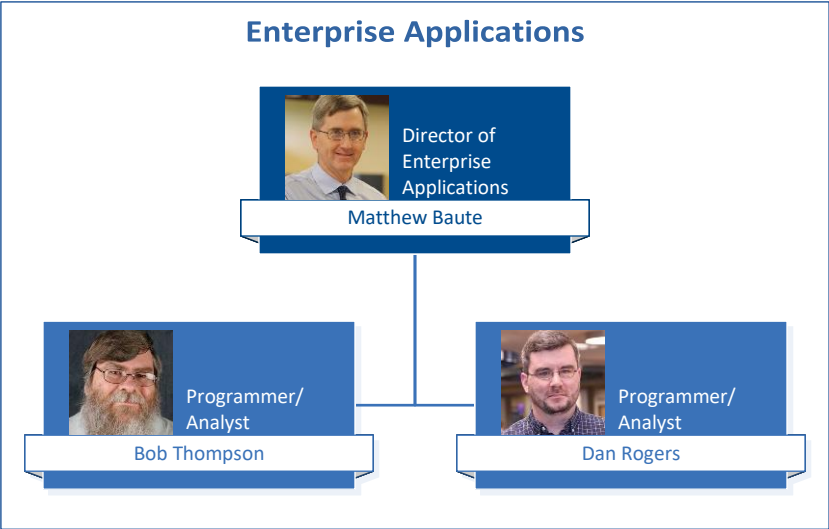 Enterprise Applications
Director of
Enterprise
Applications
Matthew Baute
Programmer/
Analyst
Bob Thompson
Programmer/
Analyst
Dan Rogers